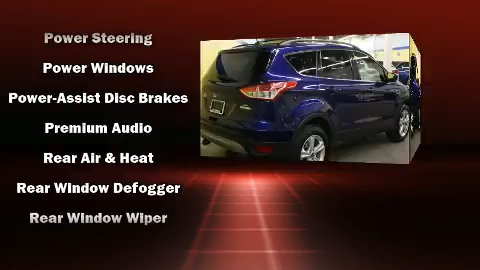 Power Steering
Power Windows
Power-Assist Disc Brakes
Premium Audio
Rear Air & Heat
Rear Window Defogger
Rear Window Wiper